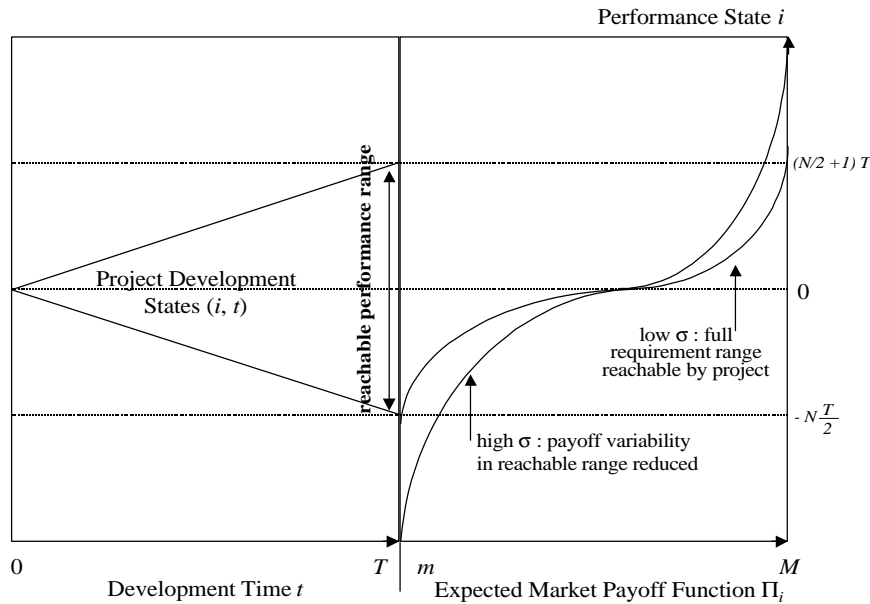 Performance State i
reachable performance range
(N/2 +1) T
Project Development
States (i, t)
0
low σ : full
requirement range
reachable by project
- N T/2
high σ : payoff variability
in reachable range reduced
0
T
m
M
Development Time t
Expected Market Payoff Function Πi